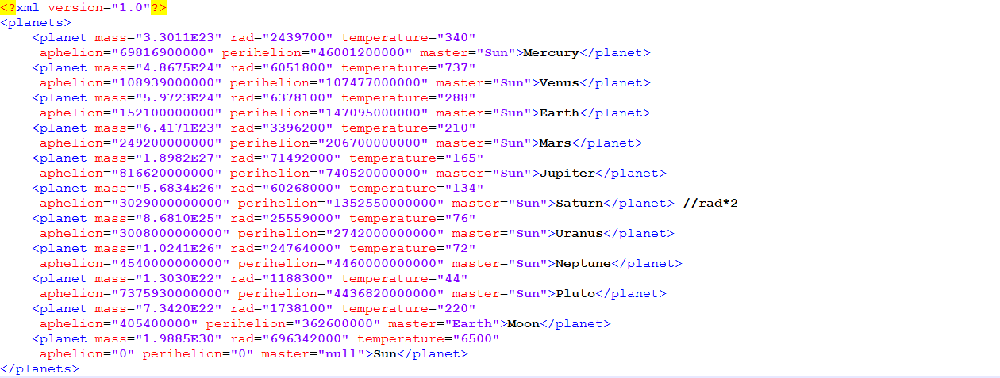 <?xml version="1.0"?>
<planets>
<planet mass="3.3011E23" rad="2439700" temperature="340"
aphelion="69816900000" perihelion="46001200000" master="Sun">Mercury</planet>
<planet mass="4.8675E24" rad="6051800" temperature="737"
aphelion="108939000000" perihelion="107477000000" master="Sun">Venus</planet>
<planet mass="5.9723E24" rad="6378100" temperature="288"
aphelion="152100000000" perihelion="147095000000" master="Sun">Earth</planet>
<planet mass="6.4171E23" rad="3396200" temperature="210"
aphelion="249200000000" perihelion="206700000000" master="Sun">Mars</planet>
<planet mass="1.8982E27" rad="71492000" temperature="165"
aphelion="816620000000" perihelion="740520000000" master="Sun">Jupiter</planet>
<planet mass="5.6834E26" rad="60268000" temperature="134"
aphelion="3029000000000" perihelion="1352550000000" master="Sun">Saturn</planet> //rad*2
<planet mass="8.6810E25" rad="25559000" temperature="76"
aphelion="3008000000000" perihelion="2742000000000" master="Sun">Uranus</planet>
<planet mass="1.0241E26" rad="24764000" temperature="72"
aphelion="4540000000000" perihelion="4460000000000" master="Sun">Neptune</planet>
<planet mass="1.3030E22" rad="1188300" temperature="44"
aphelion="7375930000000" perihelion="4436820000000" master="Sun">Pluto</planet>
<planet mass="7.3420E22" rad="1738100" temperature="220"
aphelion="405400000" perihelion="362600000" master="Earth">Moon</planet>
<planet mass="1.9885E30" rad="696342000" temperature="6500"
aphelion="0" perihelion="0" master="null">Sun</planet>
</planets>